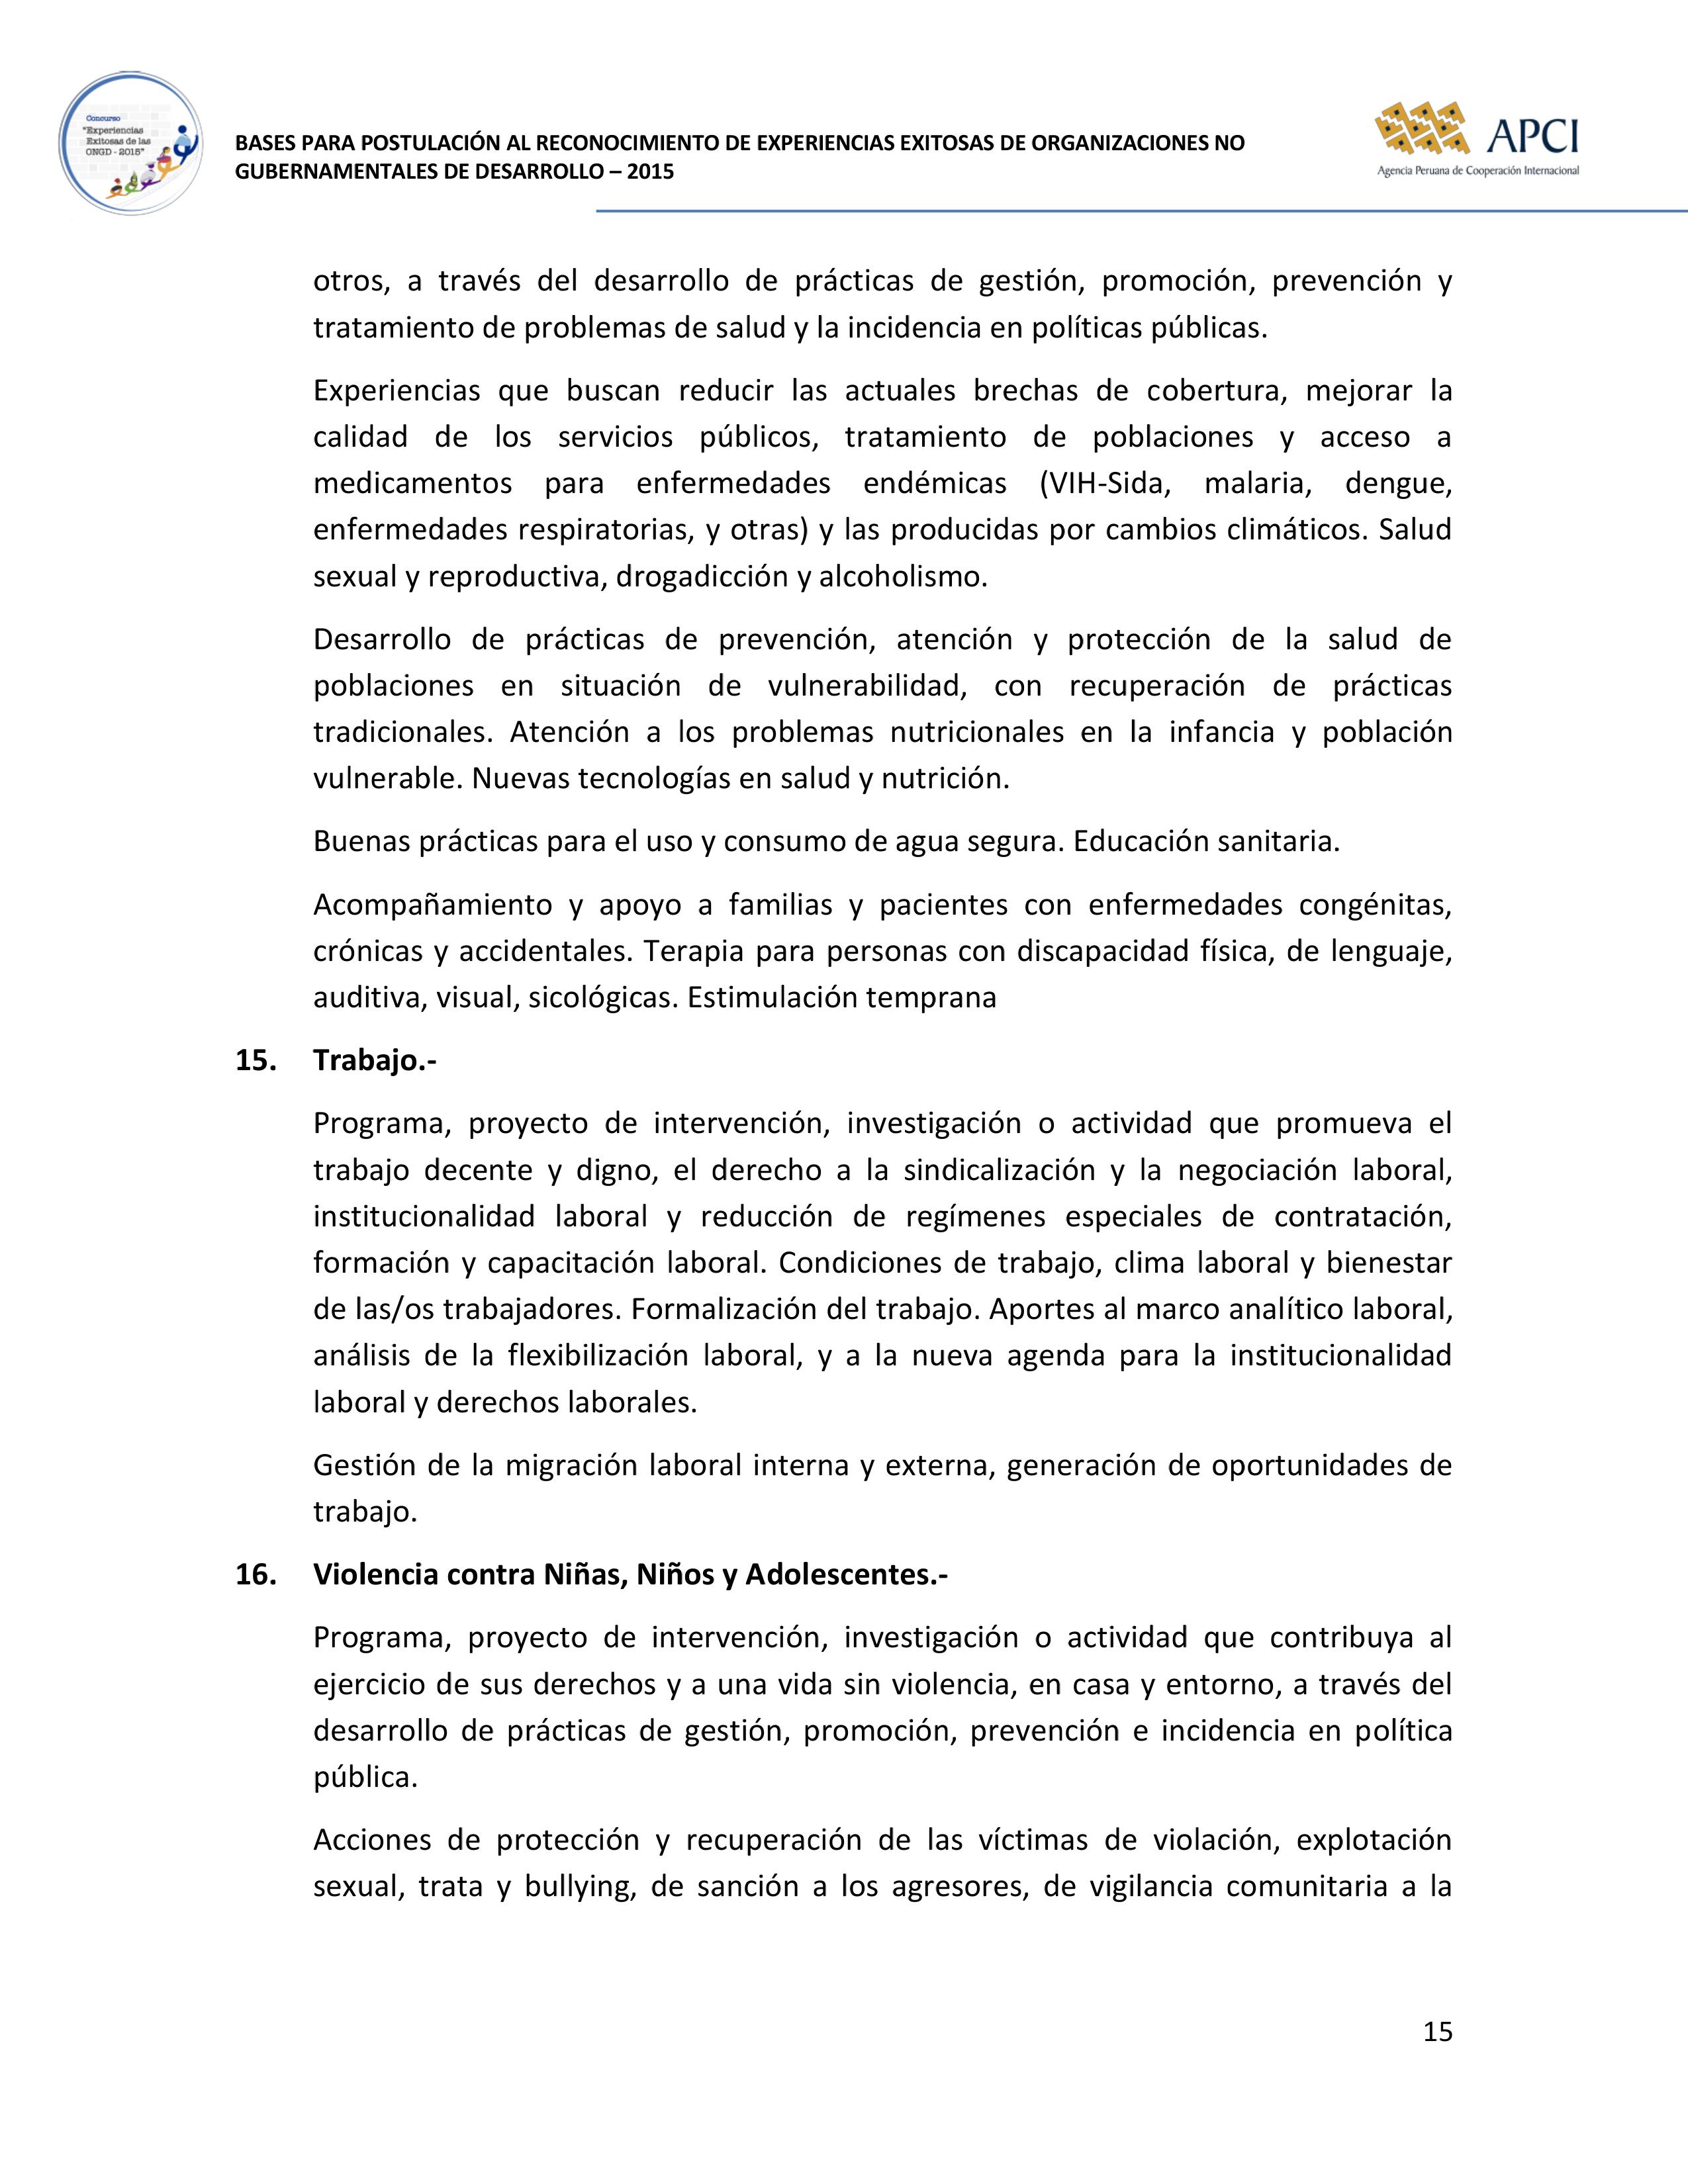 Concurso
"Experiencias
Exitosas de las
ONGD - 2015"
BASES PARA POSTULACIÓN AL RECONOCIMIENTO DE EXPERIENCIAS EXITOSAS DE ORGANIZACIONES NO
GUBERNAMENTALES DE DESARROLLO – 2015
APCI
Agencia Peruana de Cooperación Internacional
otros, a través del desarrollo de prácticas de gestión, promoción, prevención y
tratamiento de problemas de salud y la incidencia en políticas públicas.
Experiencias que buscan reducir las actuales brechas de cobertura, mejorar la
calidad de los servicios públicos, tratamiento de poblaciones y acceso a
medicamentos para enfermedades endémicas (VIH-Sida, malaria, dengue,
enfermedades respiratorias, y otras) y las producidas por cambios climáticos. Salud
sexual y reproductiva, drogadicción y alcoholismo.
Desarrollo de prácticas de prevención, atención y protección de la salud de
poblaciones en situación de vulnerabilidad, con recuperación de prácticas
tradicionales. Atención a los problemas nutricionales en la infancia y población
vulnerable. Nuevas tecnologías en salud y nutrición.
Buenas prácticas para el uso y consumo de agua segura. Educación sanitaria.
Acompañamiento y apoyo a familias y pacientes con enfermedades congénitas,
crónicas y accidentales. Terapia para personas con discapacidad física, de lenguaje,
auditiva, visual, sicológicas. Estimulación temprana
15. Trabajo.-
Programa, proyecto de intervención, investigación o actividad que promueva el
trabajo decente y digno, el derecho a la sindicalización y la negociación laboral,
institucionalidad laboral y reducción de regímenes especiales de contratación,
formación y capacitación laboral. Condiciones de trabajo, clima laboral y bienestar
de las/os trabajadores. Formalización del trabajo. Aportes al marco analítico laboral,
análisis de la flexibilización laboral, y a la nueva agenda para la institucionalidad
laboral y derechos laborales.
Gestión de la migración laboral interna y externa, generación de oportunidades de
trabajo.
16. Violencia contra Niñas, Niños y Adolescentes.-
Programa, proyecto de intervención, investigación o actividad que contribuya al
ejercicio de sus derechos y a una vida sin violencia, en casa y entorno, a través del
desarrollo de prácticas de gestión, promoción, prevención e incidencia en política
pública.
Acciones de protección y recuperación de las víctimas de violación, explotación
sexual, trata y bullying, de sanción a los agresores, de vigilancia comunitaria a la
15